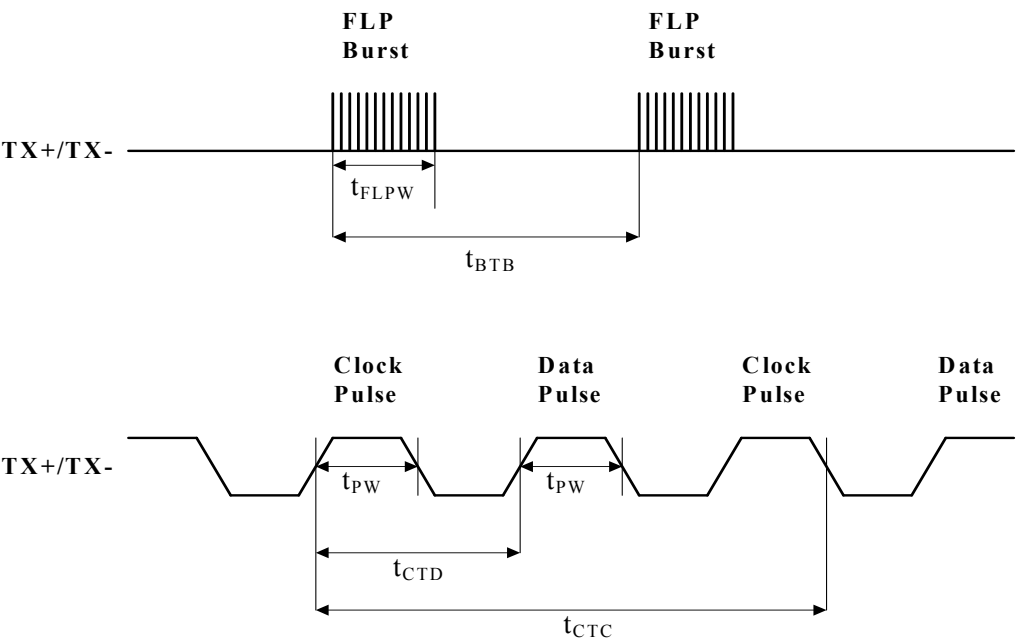 FLP
Burst
FLP
Burst
TX+/TX-
tFLPW
tBTB
Clock
Pulse
Data
Pulse
Clock
Pulse
Data
Pulse
TX+/TX-
tPW
tPW
tCTD
tCTC